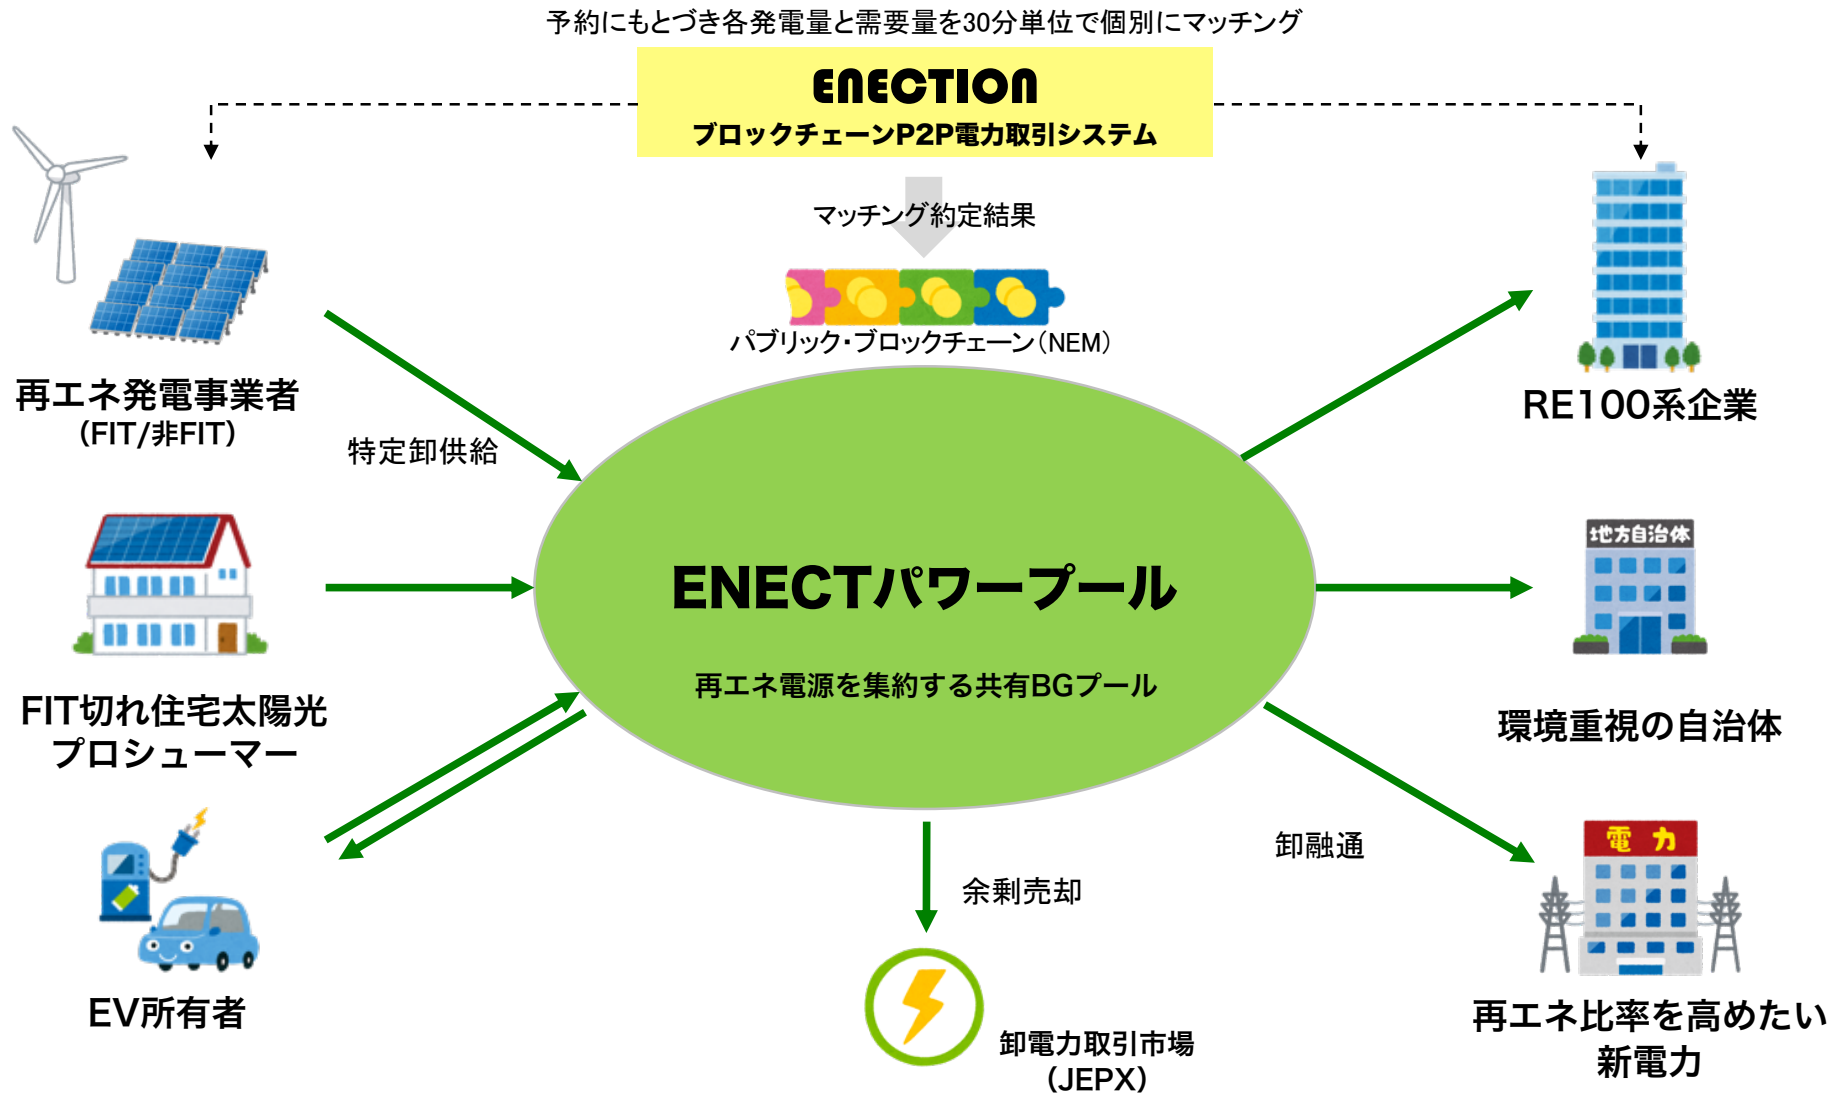 予約にもとづき各発電量と需要量を30分単位で個別にマッチング
ENECTION
ブロックチェーンP2P電力取引システム
マッチング約定結果
パブリック・ブロックチェーン（NEM）
再エネ発電事業者
（FIT/非FIT）
特定卸供給
RE100系企業
地方自治体
ENECTパワープール
再エネ電源を集約する共有BGプール
FIT切れ住宅太陽光
プロシューマー
環境重視の自治体
電力
卸融通
余剰売却
EV所有者
卸電力取引市場
（JEPX）
再エネ比率を高めたい
新電力